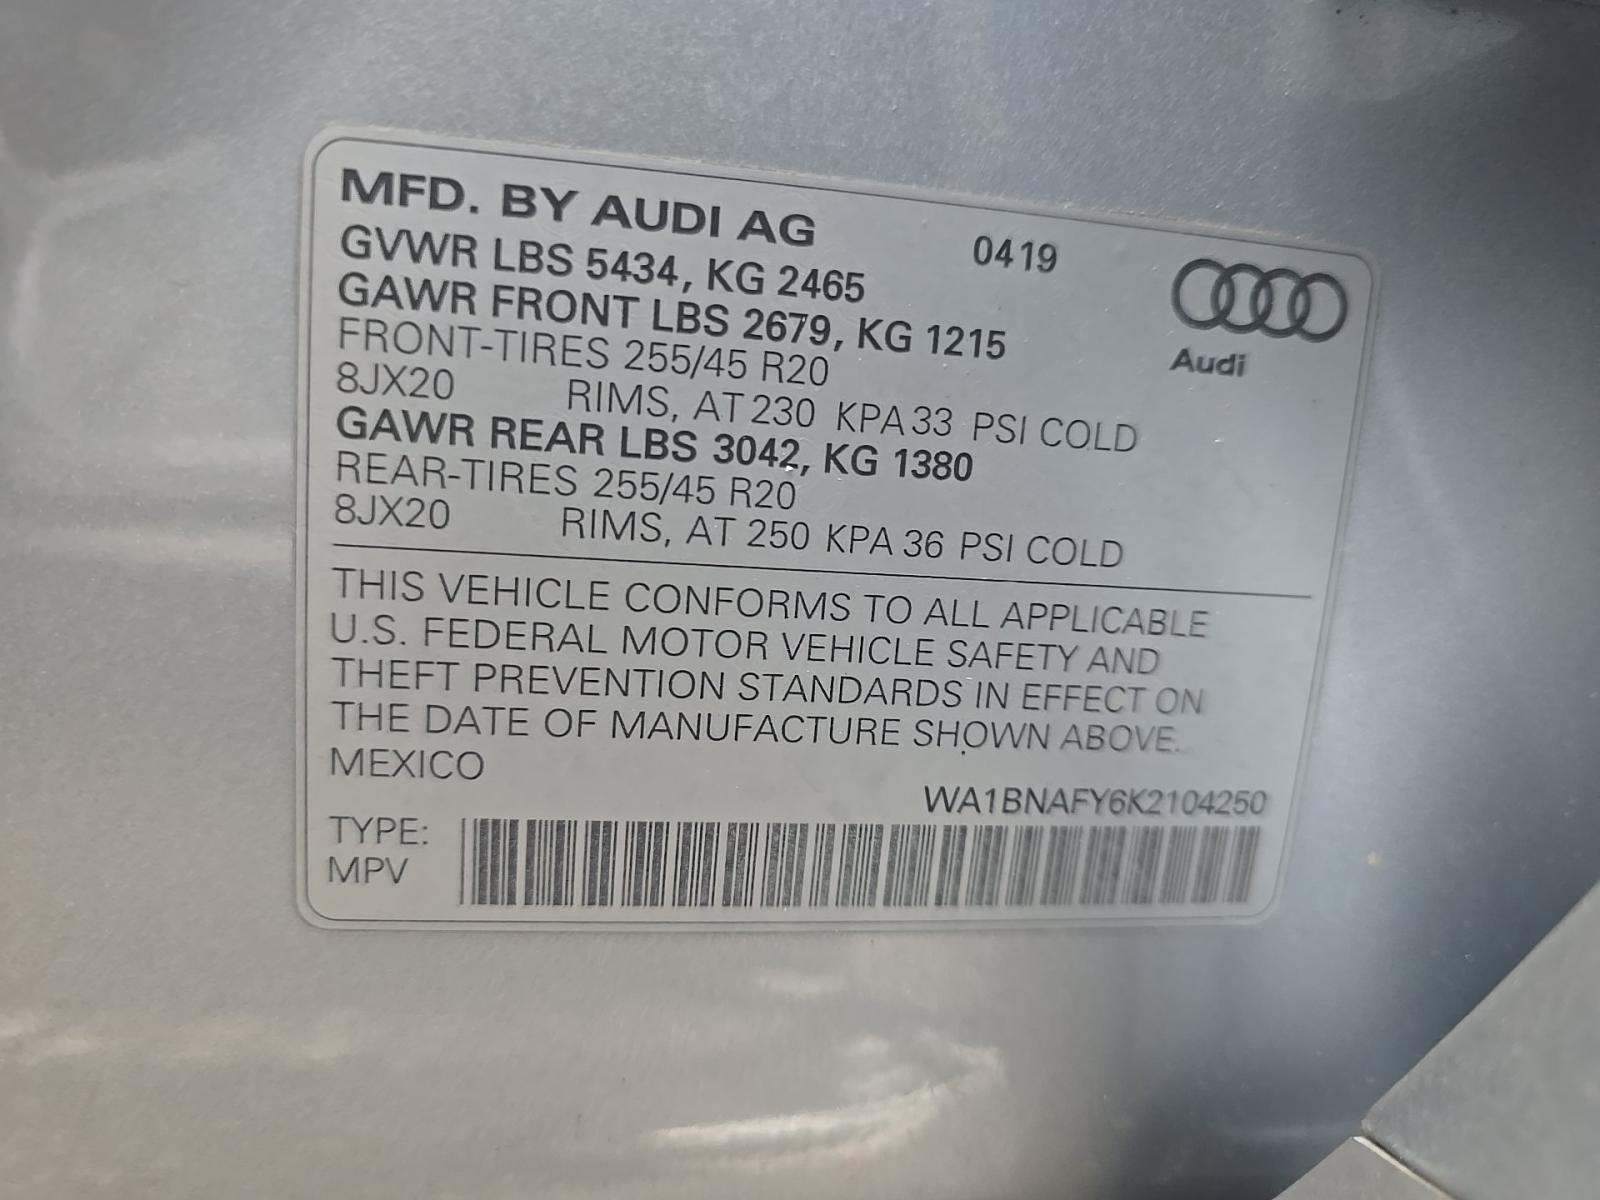 MFD. BY AUDI AG
0419
GVWR LBS 5434, KG 2465
GAWR FRONT LBS 2679, KG 1215
FRONT-TIRES 255/45 R20
8JX20 RIMS, AT 230 KPA 33 PSI COLD
Audi
GAWR REAR LBS 3042, KG 1380
REAR-TIRES 255/45 R20
8JX20 RIMS, AT 250 KPA 36 PSI COLD
THIS VEHICLE CONFORMS TO ALL APPLICABLE
U.S. FEDERAL MOTOR VEHICLE SAFETY AND
THEFT PREVENTION STANDARDS IN EFFECT ON
THE DATE OF MANUFACTURE SHOWN ABOVE.
MEXICO
WA1BNAFY6K2104250
TYPE:
MPV